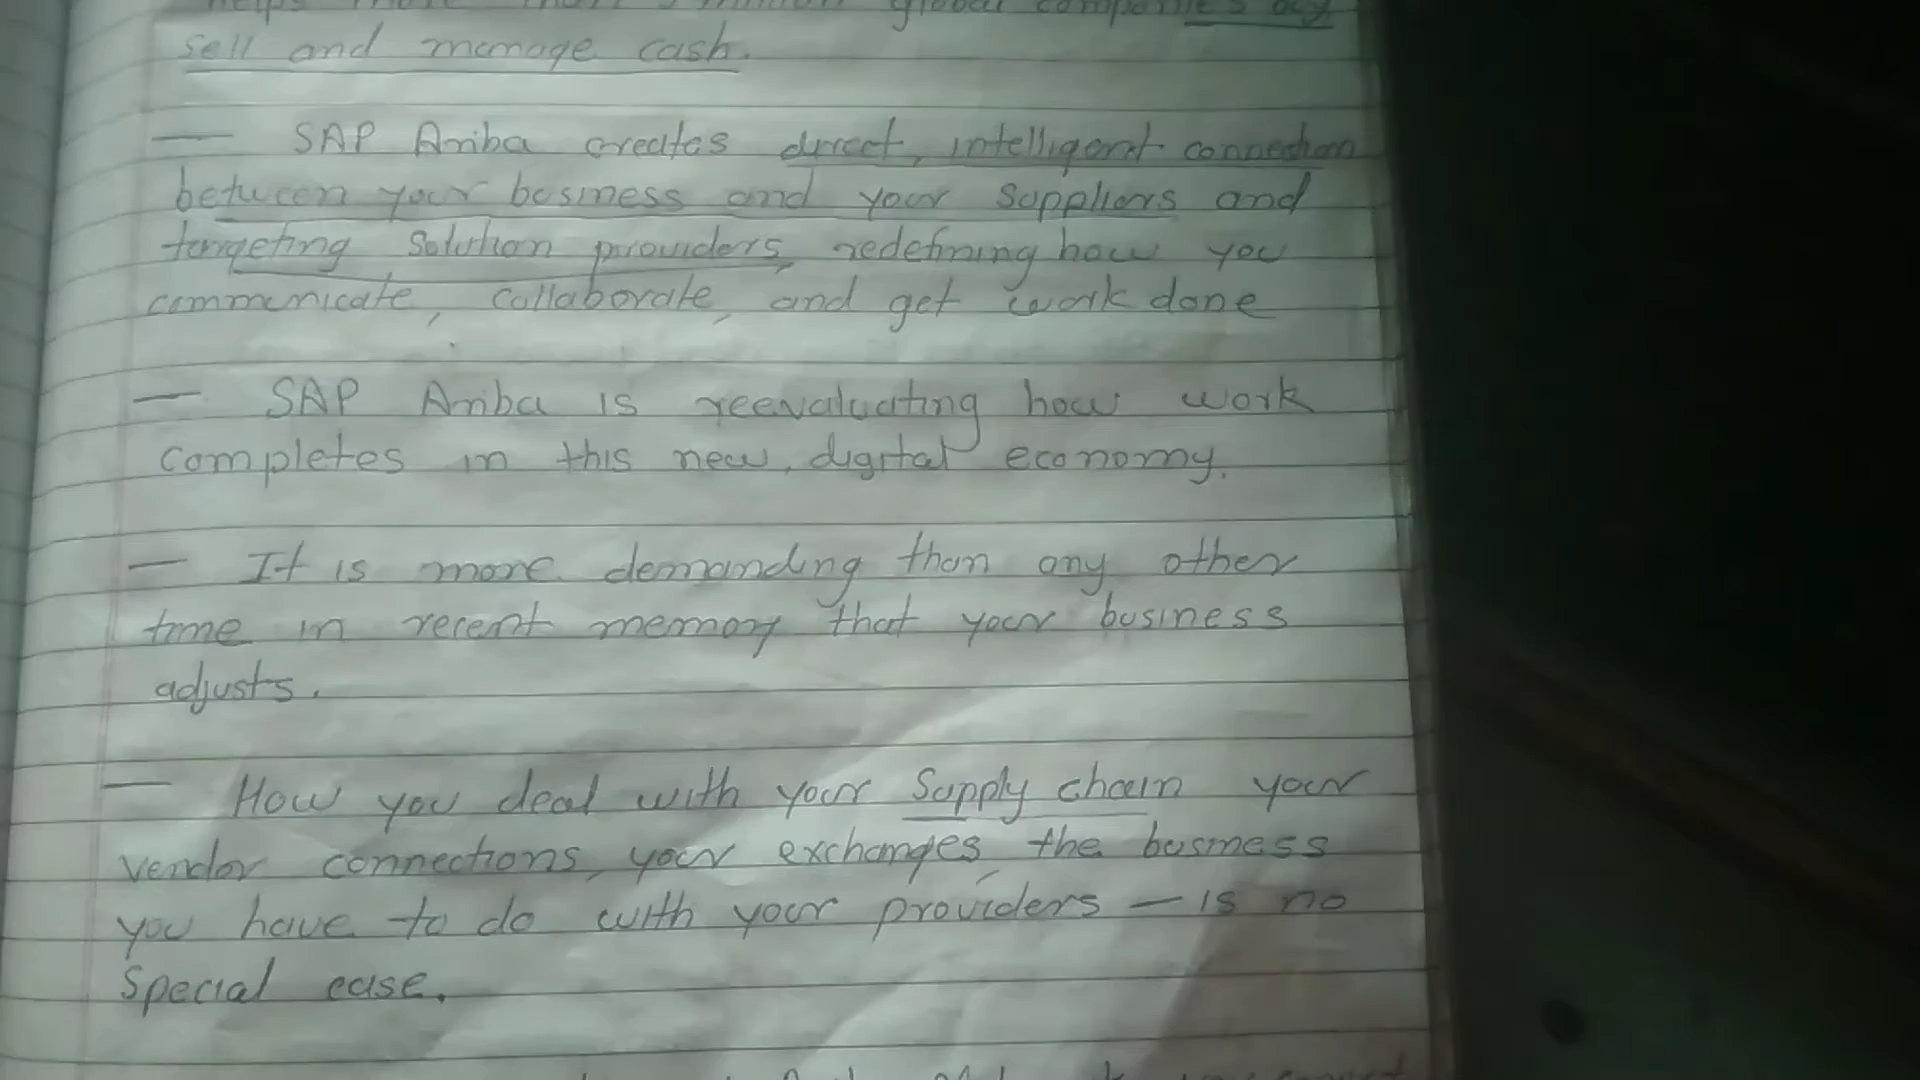 global companies buy
sell and manage cash.
— SAP Ariba creates direct, intelligent connection
between your business and your suppliers and
targeting solution providers, redefining how you
communicate, collaborate, and get work done
— SAP Ariba is reevaluating how work
completes in this new, digital economy.
— It is more demanding than any other
time in recent memory that your business
adjusts.
— How you deal with your Supply chain your
vendor connections, your exchanges, the business
you have to do with your providers — is no
Special case.